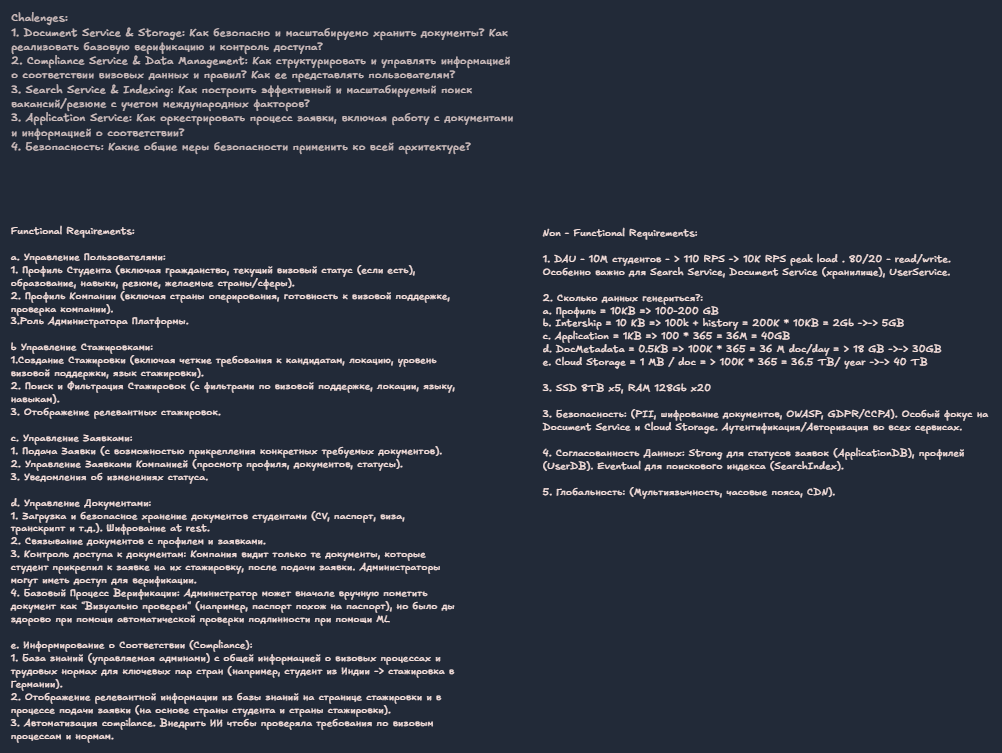 Chalenges:
1. Document Service & Storage: Как безопасно и масштабируемо хранить документы? Как
реализовать базовую верификацию и контроль доступа?
2. Compliance Service & Data Management: Как структурировать и управлять информацией
о соответствии визовых данных и правил? Как ее представлять пользователям?
3. Search Service & Indexing: Как построить эффективный и масштабируемый поиск
вакансий/резюме с учетом международных факторов?
3. Application Service: Как оркестрировать процесс заявки, включая работу с документами
и информацией о соответствии?
4. Безопасность: Какие общие меры безопасности применить ко всей архитектуре?
Functional Requirements:
a. Управление Пользователями:
1. Профиль Студента (включая гражданство, текущий визовый статус (если есть),
образование, навыки, резюме, желаемые страны/сферы).
2. Профиль Компании (включая страны оперирования, готовность к визовой поддержке,
проверка компании).
3.Роль Администратора Платформы.
b Управление Стажировками:
1.Создание Стажировки (включая четкие требования к кандидатам, локацию, уровень
визовой поддержки, язык стажировки).
2. Поиск и Фильтрация Стажировок (с фильтрами по визовой поддержке, локации, языку,
навыкам).
3. Отображение релевантных стажировок.
c. Управление Заявками:
1. Подача Заявки (с возможностью прикрепления конкретных требуемых документов).
2. Управление Заявками Компанией (просмотр профиля, документов, статусы).
3. Уведомления об изменениях статуса.
d. Управление Документами:
1. Загрузка и безопасное хранение документов студентами (CV, паспорт, виза,
транскрипт и т.д.). Шифрование at rest.
2. Связывание документов с профилем и заявками.
3. Контроль доступа к документам: Компания видит только те документы, которые
студент прикрепил к заявке на их стажировку, после подачи заявки. Администраторы
могут иметь доступ для верификации.
4. Базовый Процесс Верификации: Администратор может вначале вручную пометить
документ как "Визуально проверен" (например, паспорт похож на паспорт), но было ды
здорово при помощи автоматической проверки подлинности при помощи ML
e. Информирование о Соответствии (Compliance):
1. База знаний (управляемая админами) с общей информацией о визовых процессах и
трудовых нормах для ключевых пар стран (например, студент из Индии -> стажировка в
Германии).
2. Отображение релевантной информации из базы знаний на странице стажировки и в
процессе подачи заявки (на основе страны студента и страны стажировки).
3. Автоматизация compilance. Внедрить ИИ чтобы проверяла требования по визовым
процессам и нормам.
Non - Functional Requirements:
1. DAU - 10M студентов - > 110 RPS -> 10K RPS peak load . 80/20 - read/write.
Особенно важно для Search Service, Document Service (хранилище), UserService.
2. Сколько данных генериться?:
a. Профиль = 10KB => 100-200 GB
b. Intership = 10 KB => 100k + history = 200K * 10KB = 2Gb ->-> 5GB
c. Application = 1KB => 100 * 365 = 36M = 40GB
d. DocMetadata = 0.5KB => 100K * 365 = 36 M doc/day = > 18 GB ->-> 30GB
e. Cloud Storage = 1 MB / doc = > 100K * 365 = 36.5 TB/ year ->-> 40 TB
3. SSD 8TB x5, RAM 128Gb x20
3. Безопасность: (PII, шифрование документов, OWASP, GDPR/CCPA). Особый фокус на
Document Service и Cloud Storage. Аутентификация/Авторизация во всех сервисах.
4. Согласованность Данных: Strong для статусов заявок (ApplicationDB), профилей
(UserDB). Eventual для поискового индекса (SearchIndex).
5. Глобальность: (Мультиязычность, часовые пояса, CDN).